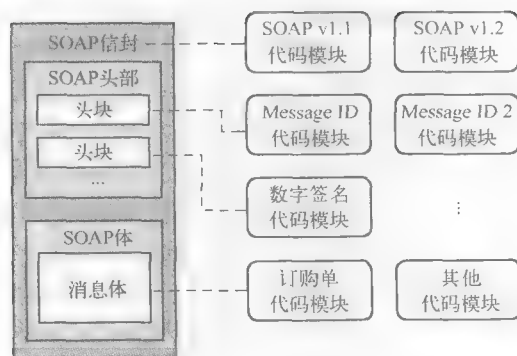 SOAP信封
SOAP头部
头块
头块
...
SOAP体
消息体
SOAP v1.1
代码模块
SOAP v1.2
代码模块
Message ID
代码模块
Message ID 2
代码模块
数字签名
代码模块
⋮
订购单
代码模块
其他
代码模块